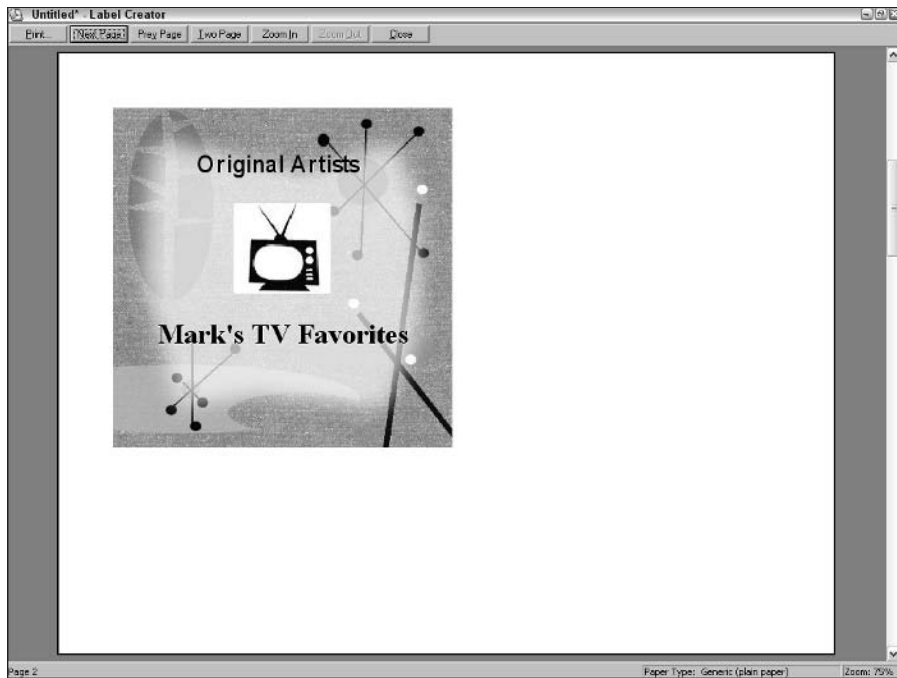 Untitled* - Label Creator
Print... Next Page Prev Page Two Page Zoom In Zoom Out Close
Original Artists
Mark's TV Favorites
Page 2 Paper Type: Generic (plain paper) Zoom: 75%